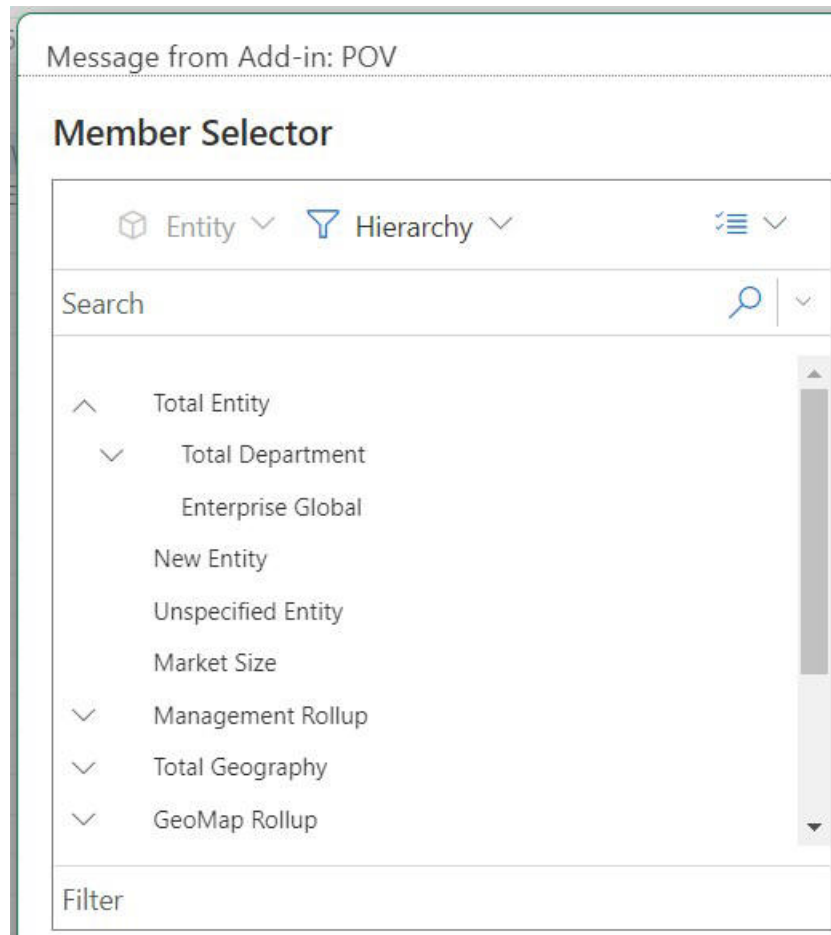 Message from Add-in: POV
Member Selector
Entity Hierarchy
Search
Total Entity
Total Department
Enterprise Global
New Entity
Unspecified Entity
Market Size
Management Rollup
Total Geography
GeoMap Rollup
Filter